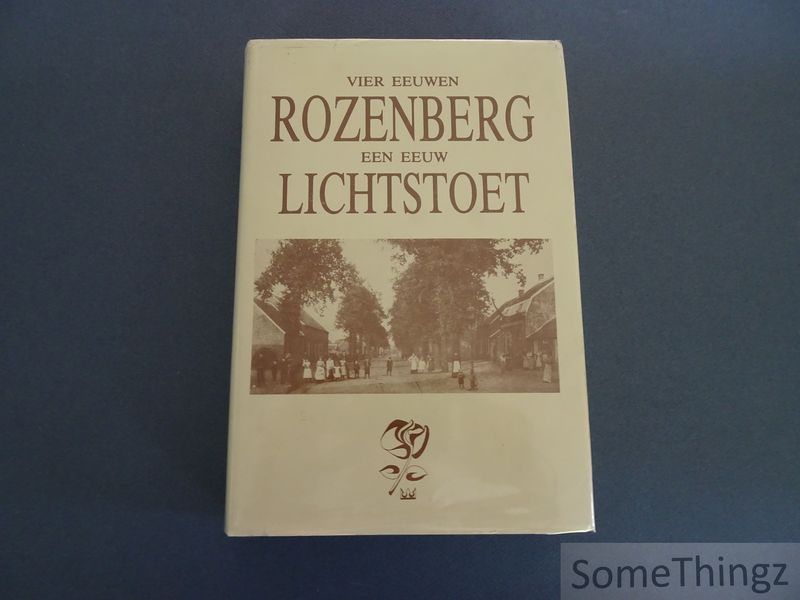 VIER EEUWEN
ROZENBERG
EEN EEUW
LICHTSTOET
SomeThingz